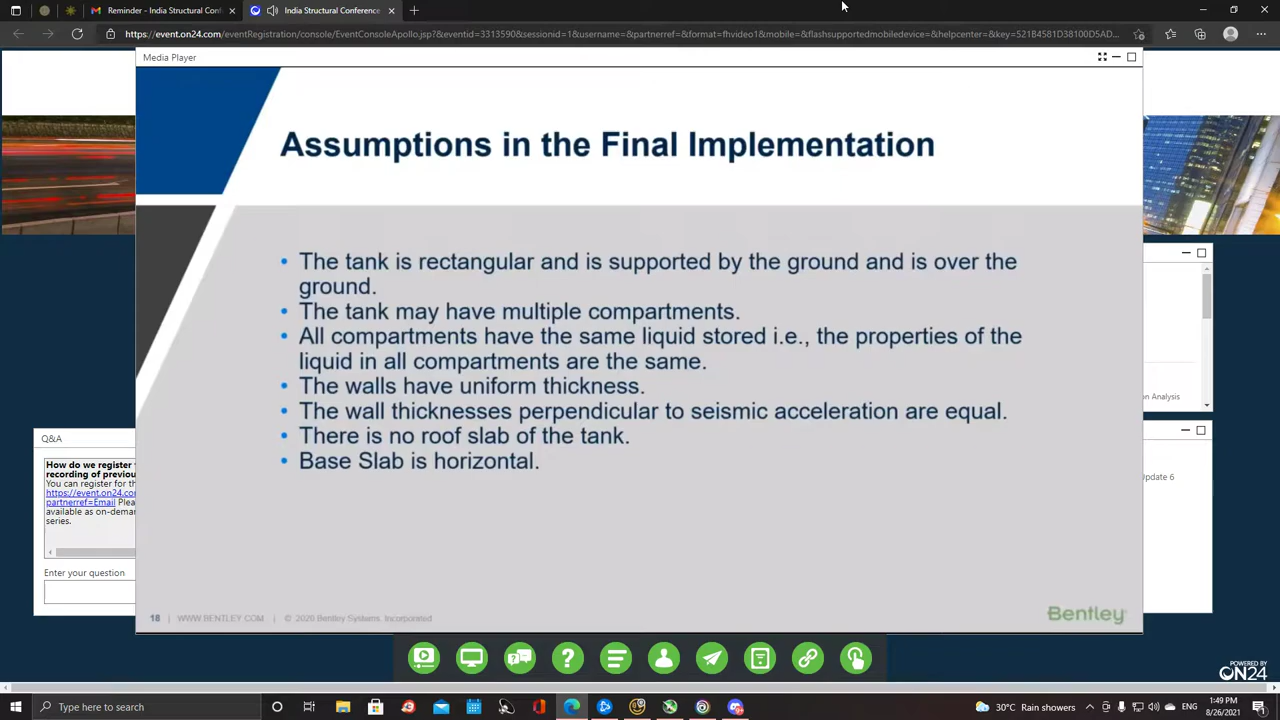 Reminder - India Structural Conf
India Structural Conference
https://event.on24.com/eventRegistration/console/EventConsoleApollo.jsp?&eventid=3313590&sessionid=1&username=&partnerref=&format=fhvideo1&mobile=&flashsupportedmobiledevice=&helpcenter=&key=521B4581D38100D5AD...
Media Player
Assumptions in the Final Implementation
• The tank is rectangular and is supported by the ground and is over the
ground.
• The tank may have multiple compartments.
• All compartments have the same liquid stored i.e., the properties of the
liquid in all compartments are the same.
• The walls have uniform thickness.
• The wall thicknesses perpendicular to seismic acceleration are equal.
• There is no roof slab of the tank.
• Base Slab is horizontal.
18 | WWW.BENTLEY.COM | © 2020 Bentley Systems, Incorporated
Bentley
on Analysis
Update 6
Q&A
How do we register
recording of previou
You can register for th
https://event.on24.cor
partnerref=Email Plea
available as on-deman
series.
Enter your question
POWERED BY
ON24
Type here to search
30°C Rain showers
ENG
1:49 PM
8/26/2021
1